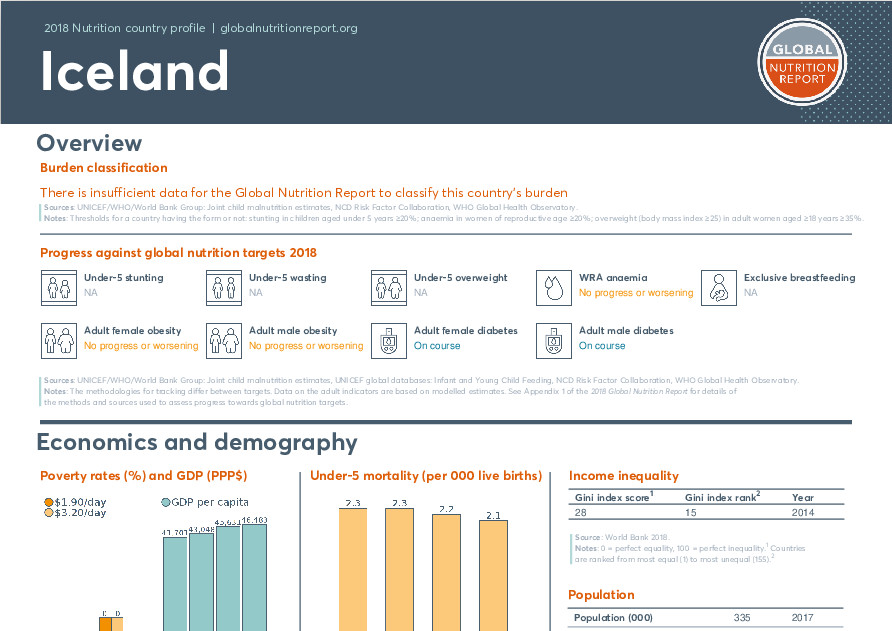 2018 Nutrition country profile | globalnutritionreport.org
Iceland
GLOBAL
NUTRITION
REPORT
Overview
Burden classification
There is insufficient data for the Global Nutrition Report to classify this country's burden
Sources: UNICEF/WHO/World Bank Group: Joint child malnutrition estimates, NCD Risk Factor Collaboration, WHO Global Health Observatory.
Notes: Thresholds for a country having the form or not: stunting in children aged under 5 years ≥20%; anaemia in women of reproductive age ≥20%; overweight (body mass index ≥25) in adult women aged ≥18 years ≥35%.
Progress against global nutrition targets 2018
Under-5 stunting
NA
Under-5 wasting
NA
Under-5 overweight
NA
WRA anaemia
No progress or worsening
Exclusive breastfeeding
NA
Adult female obesity
No progress or worsening
Adult male obesity
No progress or worsening
Adult female diabetes
On course
Adult male diabetes
On course
Sources: UNICEF/WHO/World Bank Group: Joint child malnutrition estimates, UNICEF global databases: Infant and Young Child Feeding, NCD Risk Factor Collaboration, WHO Global Health Observatory.
Notes: The methodologies for tracking differ between targets. Data on the adult indicators are based on modelled estimates. See Appendix 1 of the 2018 Global Nutrition Report for details of
the methods and sources used to assess progress towards global nutrition targets.
Economics and demography
Poverty rates (%) and GDP (PPP$)
$1.90/day
$3.20/day
GDP per capita
0 0
41,701 43,048 45,631 46,483
Under-5 mortality (per 000 live births)
2.3 2.3 2.2 2.1
Income inequality
Gini index score1 Gini index rank2 Year
28 15 2014
Source: World Bank 2018.
Notes: 0 = perfect equality, 100 = perfect inequality.1 Countries
are ranked from most equal (1) to most unequal (155).2
Population
Population (000) 335 2017